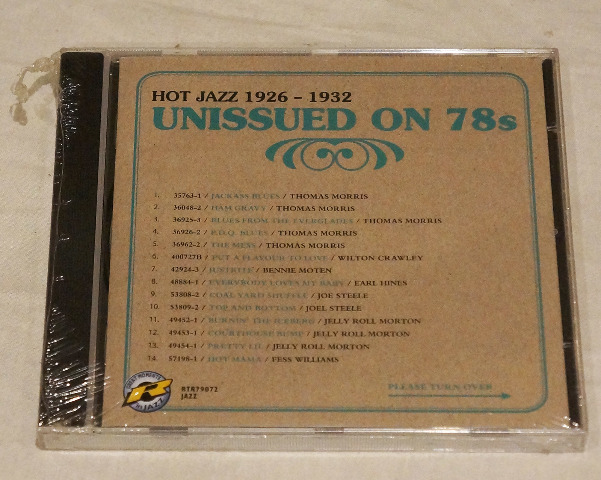 HOT JAZZ 1926 - 1932
UNISSUED ON 78s
1. 35763-1 / JACKASS BLUES / THOMAS MORRIS
2. 36048-2 / HAM GRAVY / THOMAS MORRIS
3. 36925-1 / BLUES FROM THE EVERGLADES / THOMAS MORRIS
4. 36926-2 / P.D.Q. BLUES / THOMAS MORRIS
5. 36962-2 / THE MESS / THOMAS MORRIS
6. 400727B / PUT A FLAVOUR TO LOVE / WILTON CRAWLEY
7. 42924-3 / JUSTRITE / BENNIE MOTEN
8. 48884-1 / EVERYBODY LOVES MY BABY / EARL HINES
9. 53808-2 / COAL YARD SHUFFLE / JOE STEELE
10. 53809-2 / TOP AND BOTTOM / JOEL STEELE
11. 49452-1 / BURNIN' THE ICEBERG / JELLY ROLL MORTON
12. 49453-1 / COURTHOUSE BUMP / JELLY ROLL MORTON
13. 49454-1 / PRETTY LIL / JELLY ROLL MORTON
14. 57198-1 / HOT MAMA / FESS WILLIAMS
GREAT MOMENTS
IN JAZZ
RTR79072
JAZZ
PLEASE TURN OVER